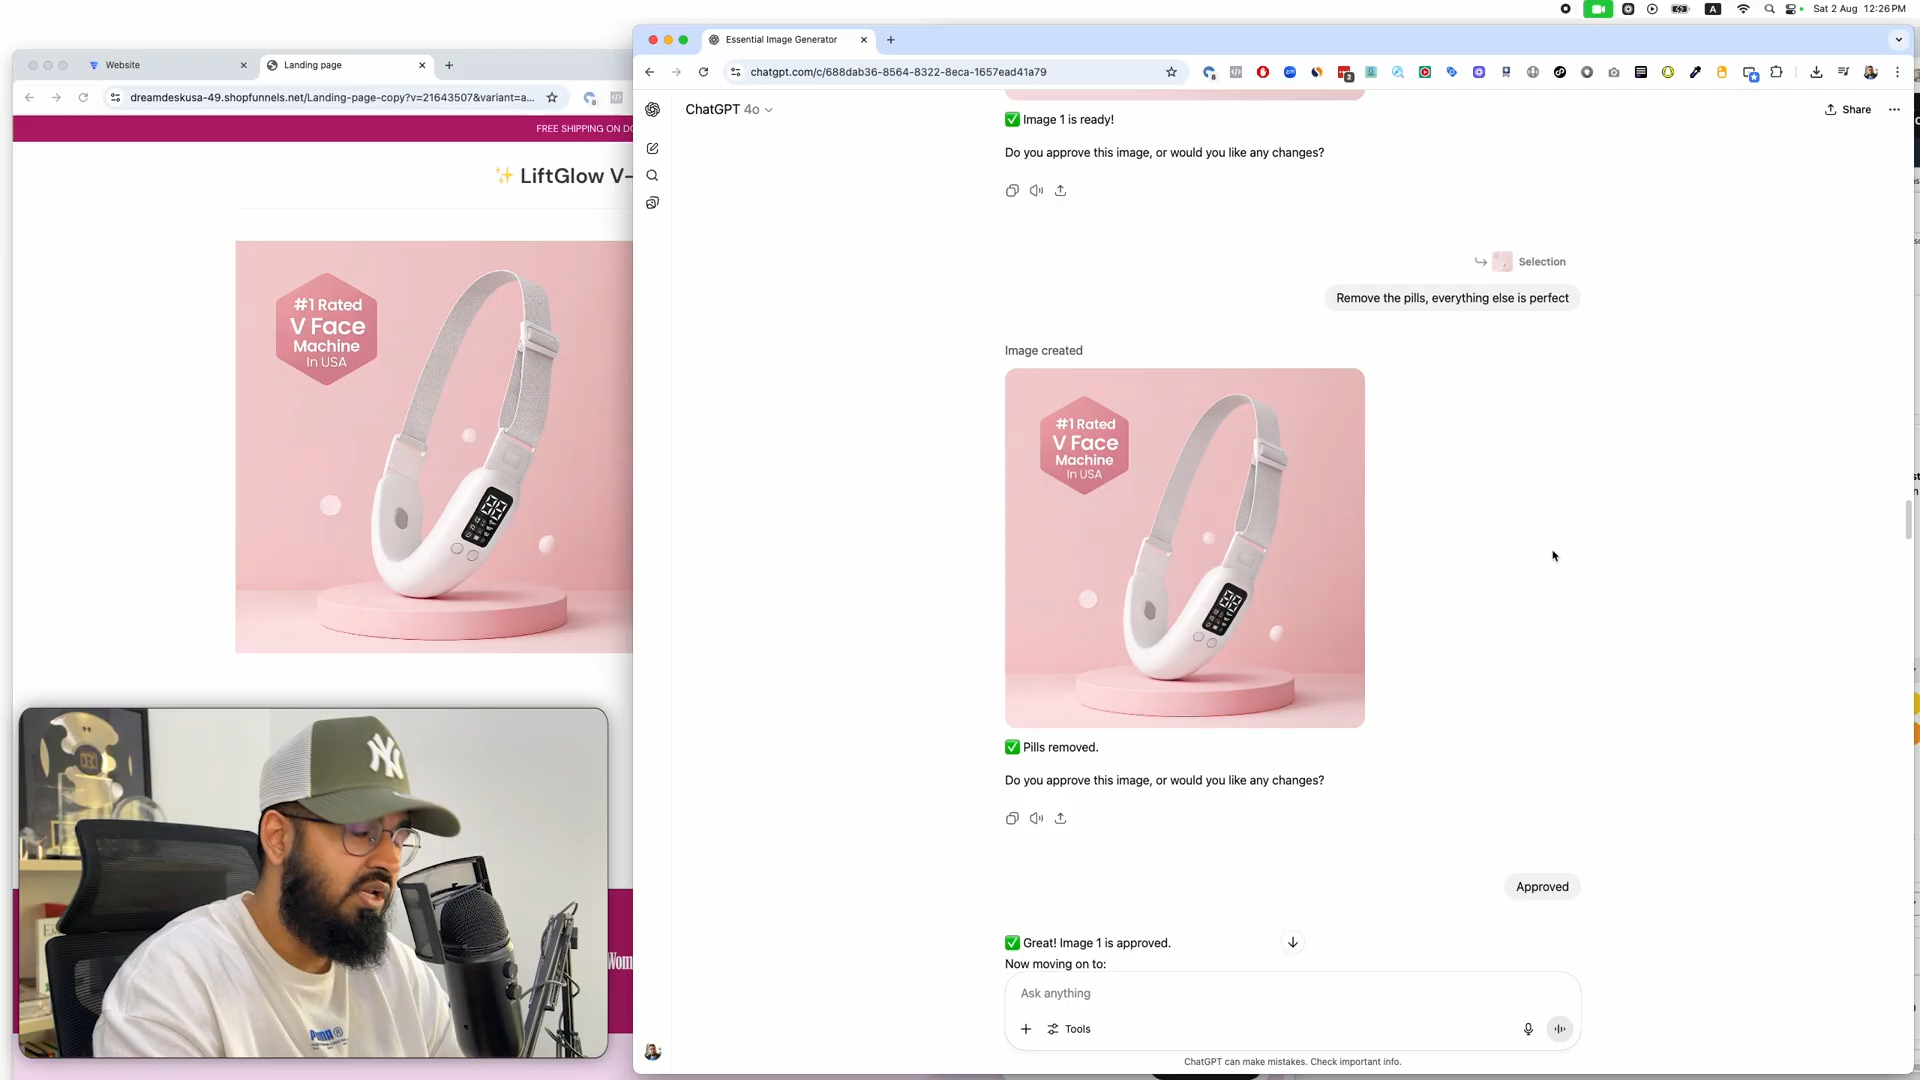 Sat 2 Aug 12:26 PM
Website
Landing page
dreamdeskusa-49.shopfunnels.net/Landing-page-copy?v=21643507&variant=a...
FREE SHIPPING ON DO
✨ LiftGlow V-
#1 Rated
V Face
Machine
In USA
Wom
Essential Image Generator
chatgpt.com/c/688dab36-8564-8322-8eca-1657ead41a79
ChatGPT 4o
Share
✅ Image 1 is ready!
Do you approve this image, or would you like any changes?
Selection
Remove the pills, everything else is perfect
Image created
#1 Rated
V Face
Machine
In USA
✅ Pills removed.
Do you approve this image, or would you like any changes?
Approved
✅ Great! Image 1 is approved.
Now moving on to:
Ask anything
Tools
ChatGPT can make mistakes. Check important info.